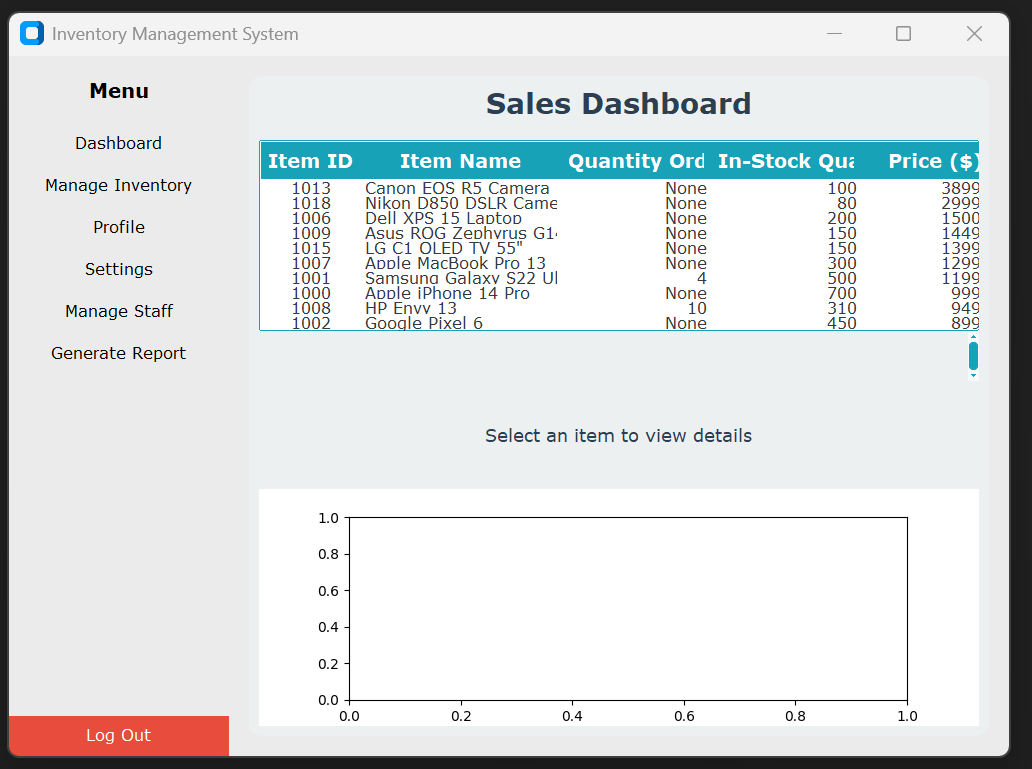 Inventory Management System
Menu
Dashboard
Manage Inventory
Profile
Settings
Manage Staff
Generate Report
Log Out
Sales Dashboard
Item ID Item Name Quantity Ord In-Stock Qua Price ($)
1013 Canon EOS R5 Camera None 100 3899
1018 Nikon D850 DSLR Came None 80 2999
1006 Dell XPS 15 Laptop None 200 1500
1009 Asus ROG Zephyrus G14 None 150 1449
1015 LG C1 OLED TV 55" None 150 1399
1007 Apple MacBook Pro 13 None 300 1299
1001 Samsung Galaxy S22 Ul 4 500 1199
1000 Apple iPhone 14 Pro None 700 999
1008 HP Envy 13 10 310 949
1002 Google Pixel 6 None 450 899
Select an item to view details
1.0
0.8
0.6
0.4
0.2
0.0
0.0 0.2 0.4 0.6 0.8 1.0